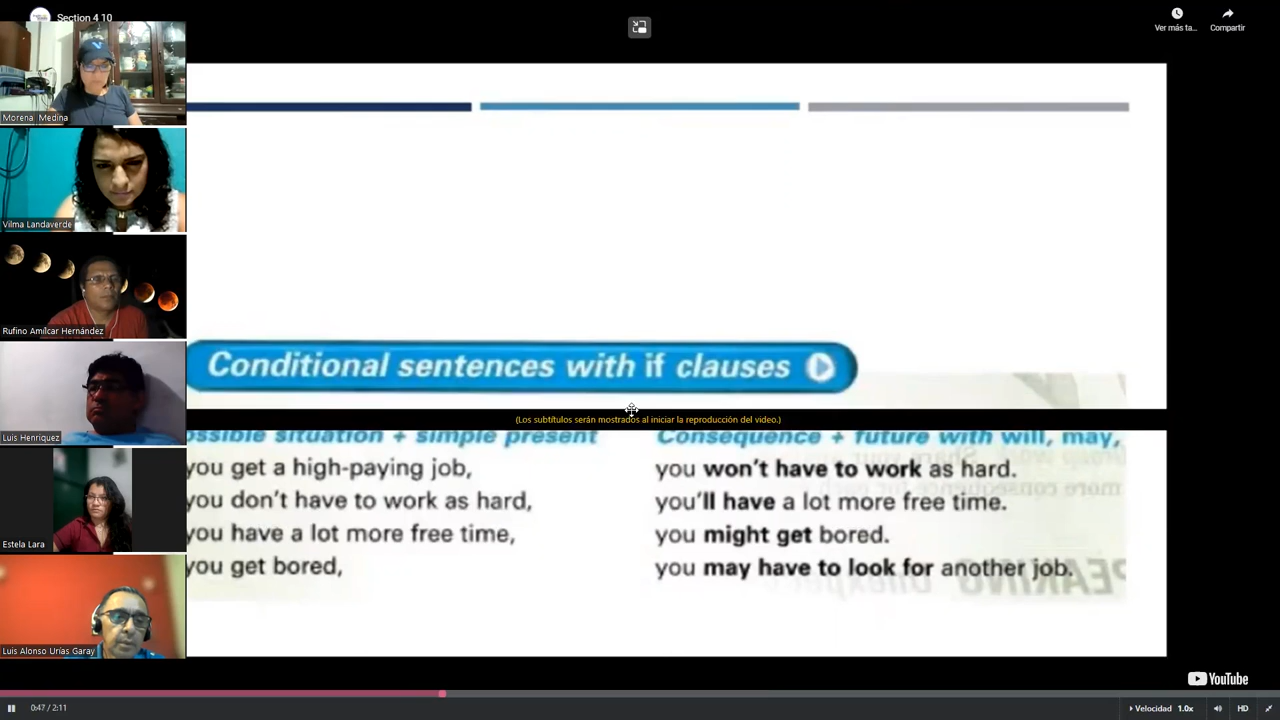 Section 4 10
Ver más ta...
Compartir
Morena Medina
Vilma Landaverde
Rufino Amílcar Hernández
Luis Henriquez
Estela Lara
Luis Alonso Urías Garay
Conditional sentences with if clauses
(Los subtítulos serán mostrados al iniciar la reproducción del video.)
ossible situation + simple present
Consequence + future with will, may,
you get a high-paying job,
you won't have to work as hard.
you don't have to work as hard,
you'll have a lot more free time.
you have a lot more free time,
you might get bored.
you get bored,
you may have to look for another job.
YouTube
0:47 / 2:11
Velocidad 1.0x
HD